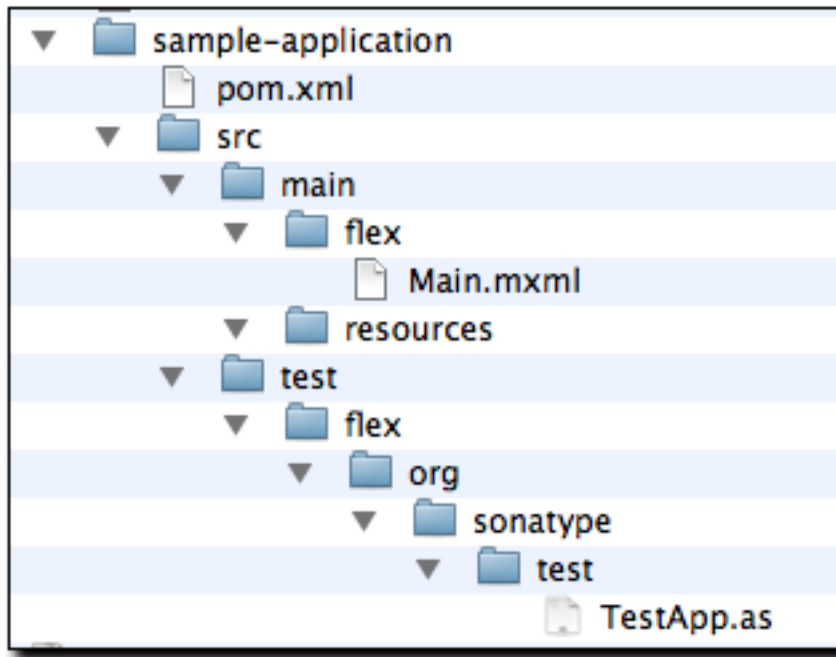 sample-application
pom.xml
src
main
flex
Main.mxml
resources
test
flex
org
sonatype
test
TestApp.as